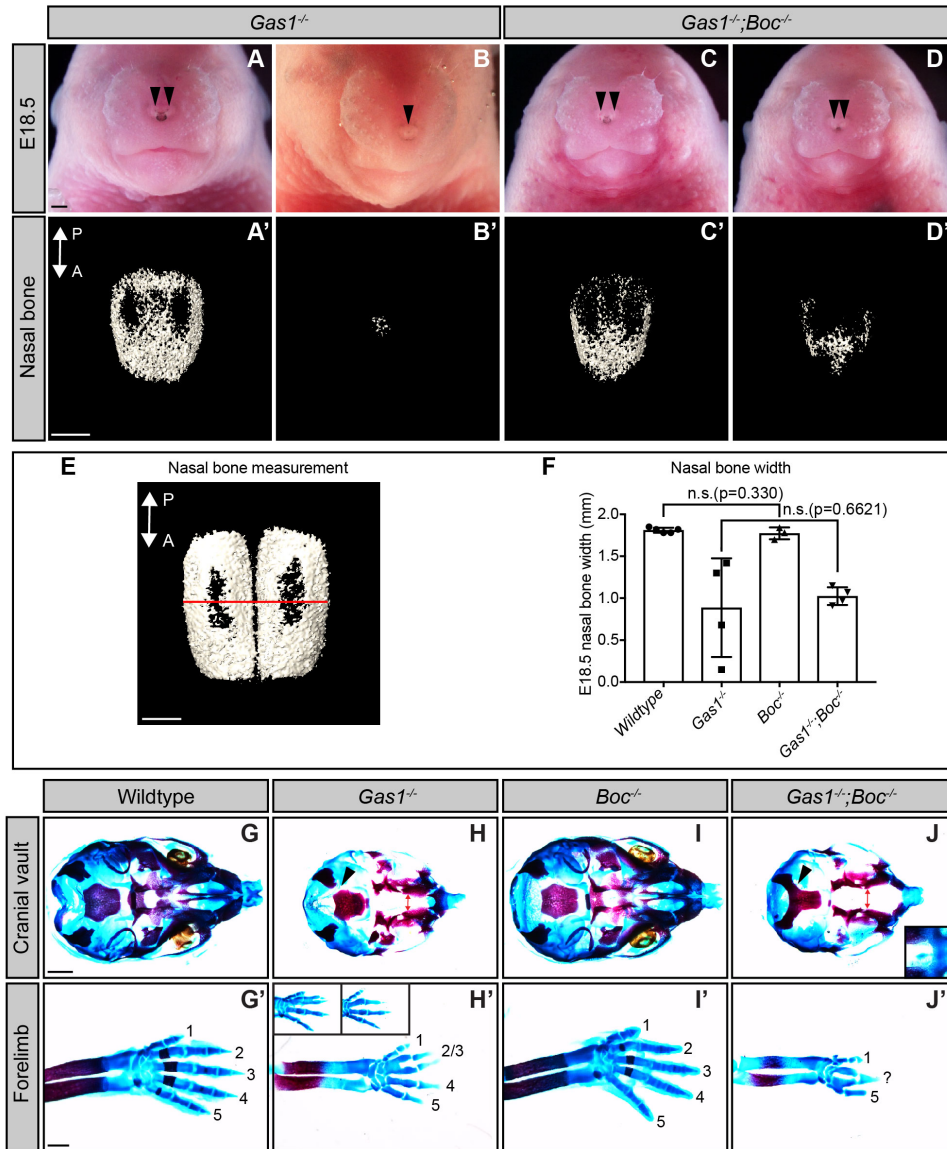 Gas1-/-
Gas1-/-;Boc-/-
E18.5
A
B
C
D
Nasal bone
P
A
A’
B’
C’
D’
E
Nasal bone measurement
P
A
F
Nasal bone width
n.s.(p=0.330)
n.s.(p=0.6621)
E18.5 nasal bone width (mm)
2.0
1.5
1.0
0.5
0.0
Wildtype
Gas1-/-
Boc-/-
Gas1-/-;Boc-/-
Wildtype
Gas1-/-
Boc-/-
Gas1-/-;Boc-/-
Cranial vault
G
H
I
J
Forelimb
G’
1
2
3
4
5
H’
1
2/3
4
5
I’
1
2
3
4
5
J’
1
?
5